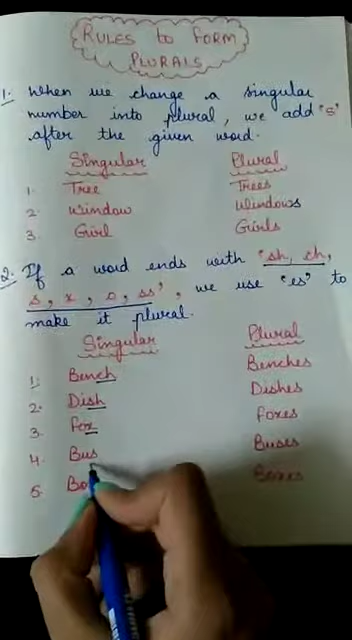 RULES to FORM
PLURALS
1. When we change a singular
number into plural, we add 's'
after the given word.
Singular Plural
1. Tree Trees
2. Window Windows
3. Girl Girls
2. If a word ends with 'sh, ch,
s, x, o, ss', we use 'es' to
make it plural.
Singular Plural
1. Bench Benches
2. Dish Dishes
3. Fox Foxes
4. Bus Buses
5. Boxes